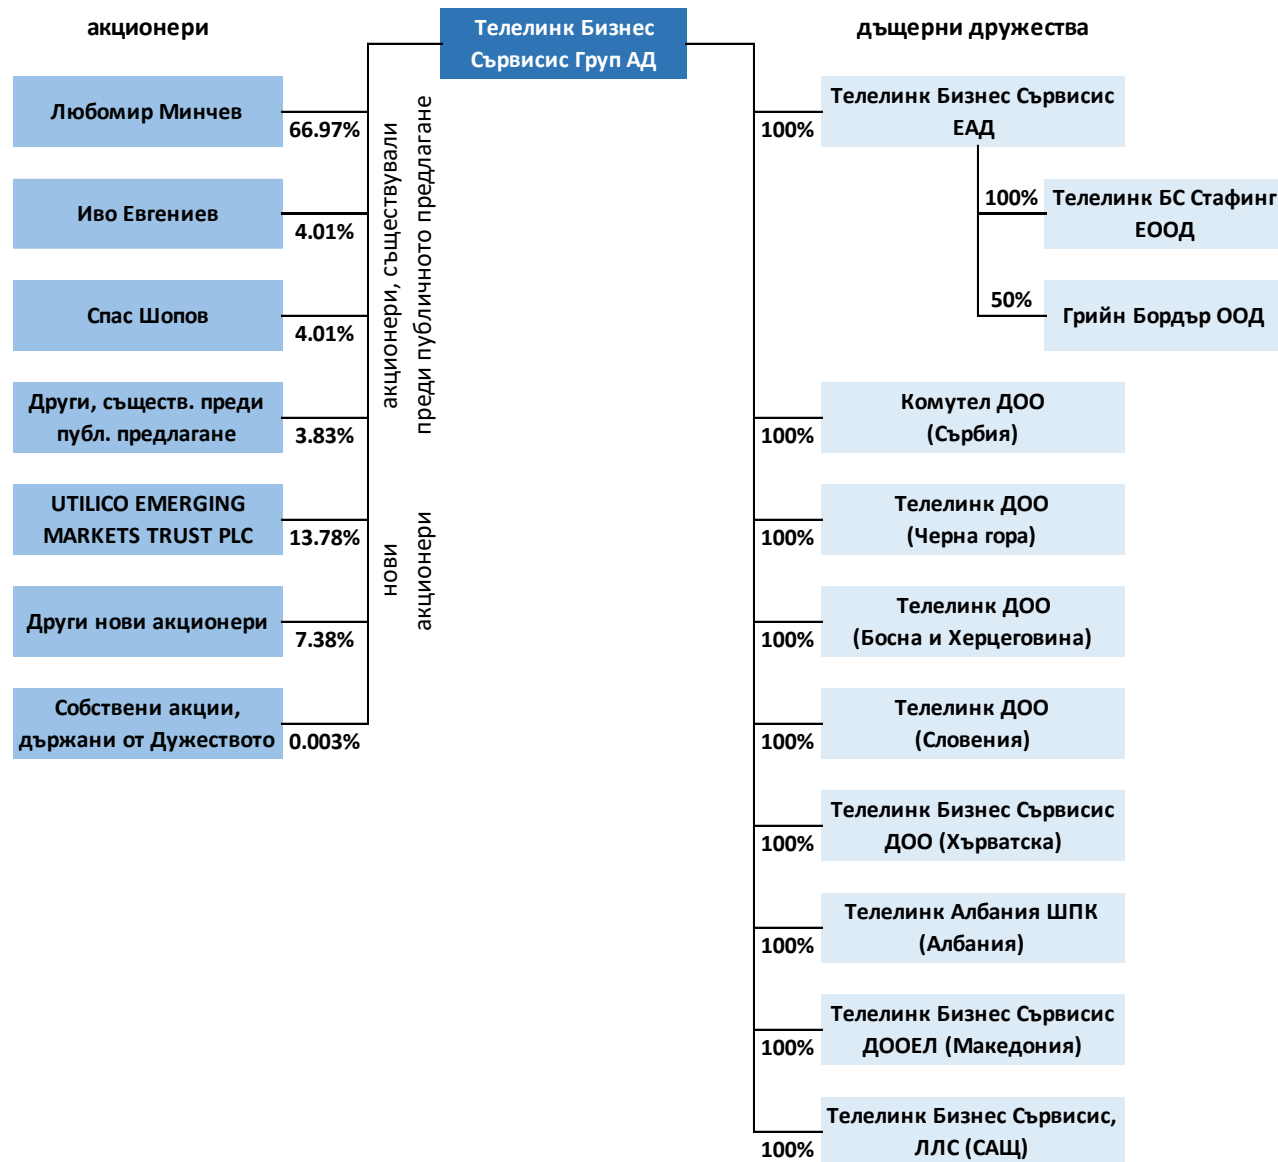 акционери
Телелинк Бизнес
Сървисис Груп АД
дъщерни дружества
Любомир Минчев
66.97%
Иво Евгениев
4.01%
Спас Шопов
4.01%
Други, същeств. преди
публ. предлагане
3.83%
UTILICO EMERGING
MARKETS TRUST PLC
13.78%
Други нови акционери
7.38%
Собствени акции,
държани от Дужеството
0.003%
акционери, съществували
преди публичното предлагане
нови
акционери
Телелинк Бизнес Сървисис
ЕАД
100%
100%
Телелинк БС Стафинг
ЕООД
50%
Грийн Бордър ООД
Комутел ДОО
(Сърбия)
100%
Телелинк ДОО
(Черна гора)
100%
Телелинк ДОО
(Босна и Херцеговина)
100%
Телелинк ДОО
(Словения)
100%
Телелинк Бизнес Сървисис
ДОО (Хърватска)
100%
Телелинк Албания ШПК
(Албания)
100%
Телелинк Бизнес Сървисис
ДООЕЛ (Македония)
100%
Телелинк Бизнес Сървисис,
ЛЛС (САЩ)
100%